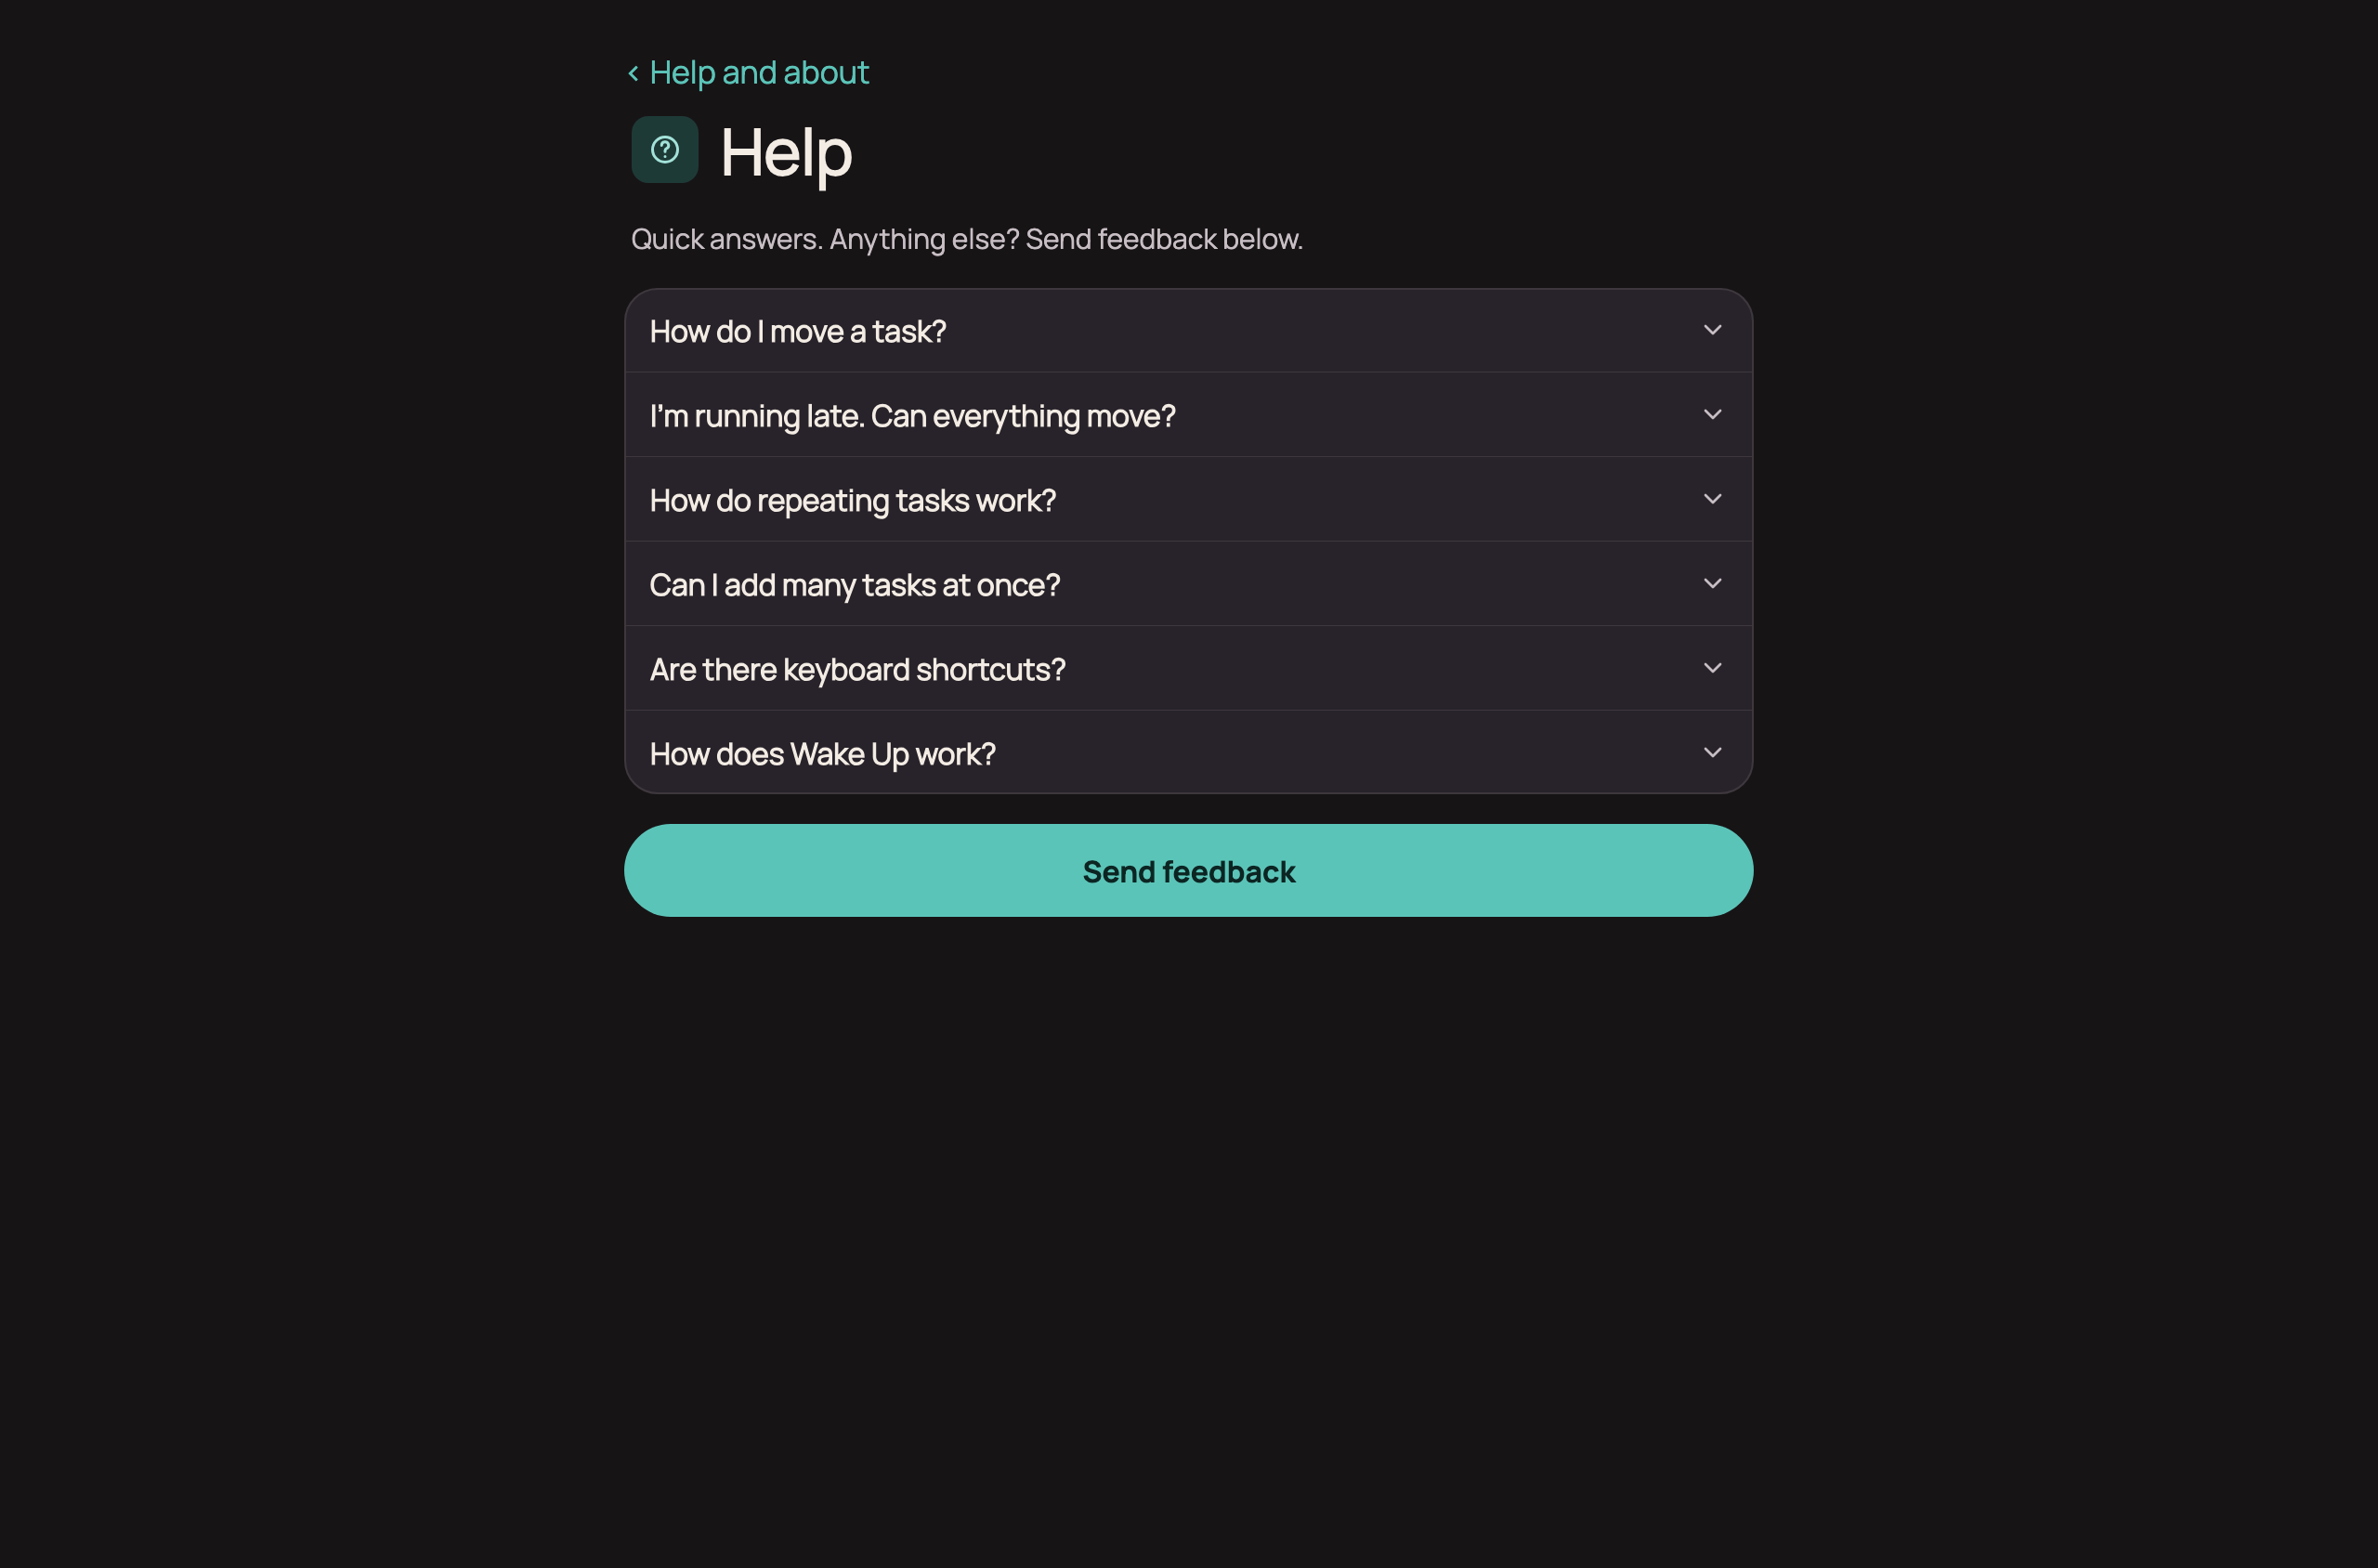 Help and about
Help
Quick answers. Anything else? Send feedback below.
How do I move a task?
I'm running late. Can everything move?
How do repeating tasks work?
Can I add many tasks at once?
Are there keyboard shortcuts?
How does Wake Up work?
Send feedback